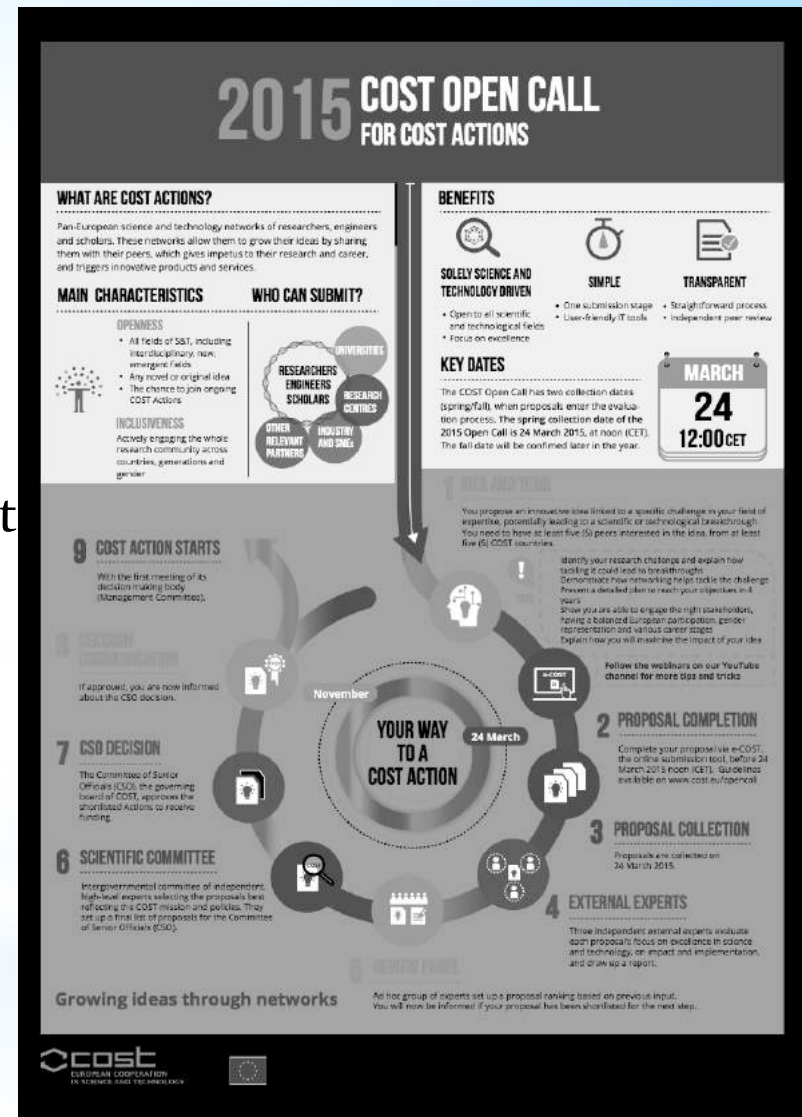 t
2015 COST OPEN CALL
FOR COST ACTIONS
WHAT ARE COST ACTIONS?
Pan-European science and technology networks of researchers, engineers
and scholars. These networks allow them to grow their ideas by sharing
them with their peers, which gives impetus to their research and career,
and triggers innovative products and services.
MAIN CHARACTERISTICS
OPENNESS
• All fields of S&T, including
interdisciplinary, new,
emergent fields
• Any novel or original idea
• The chance to join ongoing
COST Actions
INCLUSIVENESS
Actively engaging the whole
research community across
countries, generations and
gender
WHO CAN SUBMIT?
RESEARCHERS
ENGINEERS
SCHOLARS
UNIVERSITIES
RESEARCH
CENTRES
INDUSTRY
AND SMEs
OTHER
RELEVANT
PARTNERS
BENEFITS
SOLELY SCIENCE AND
TECHNOLOGY DRIVEN
• Open to all scientific
and technological fields
• Focus on excellence
SIMPLE
• One submission stage
• User-friendly IT tools
TRANSPARENT
• Straightforward process
• Independent peer review
KEY DATES
The COST Open Call has two collection dates
(spring/fall), when proposals enter the evalua-
tion process. The spring collection date of the
2015 Open Call is 24 March 2015, at noon (CET).
The fall date will be confimed later in the year.
MARCH
24
12:00 CET
1 IDEA AND TEAM
You propose an innovative idea linked to a specific challenge in your field of
expertise, potentially leading to a scientific or technological breakthrough.
You need to have at least five (5) peers interested in the idea, from at least
five (5) COST countries.
!
TIPS
Identify your research challenge and explain how
tackling it could lead to breakthroughs
Demonstrate how networking helps tackle the challenge
Present a detailed plan to reach your objectives in 4
years
Show you are able to engage the right stakeholders,
having a balanced European participation, gender
representation and various career stages
Explain how you will maximise the impact of your idea
Follow the webinars on our YouTube
channel for more tips and tricks
e-COST
2 PROPOSAL COMPLETION
Complete your proposal via e-COST,
the online submission tool, before 24
March 2015 noon (CET). Guidelines
available on www.cost.eu/opencall
3 PROPOSAL COLLECTION
Proposals are collected on
24 March 2015.
4 EXTERNAL EXPERTS
Three independent external experts evaluate
each proposal's focus on excellence in science
and technology, on impact and implementation,
and draw up a report.
5 REVIEW PANEL
Ad hoc group of experts set up a proposal ranking based on previous input.
You will now be informed if your proposal has been shortlisted for the next step.
6 SCIENTIFIC COMMITTEE
Intergovernmental committee of independent,
high-level experts selecting the proposals best
reflecting the COST mission and policies. They
set up a final list of proposals for the Committee
of Senior Officials (CSO).
7 CSO DECISION
The Committee of Senior
Officials (CSO), the governing
board of COST, approves the
shortlisted Actions to receive
funding.
8 DECISION
COMMUNICATION
If approved, you are now informed
about the CSO decision.
9 COST ACTION STARTS
With the first meeting of its
decision making body
(Management Committee).
November
24 March
YOUR WAY
TO A
COST ACTION
Growing ideas through networks
cost
EUROPEAN COOPERATION
IN SCIENCE AND TECHNOLOGY